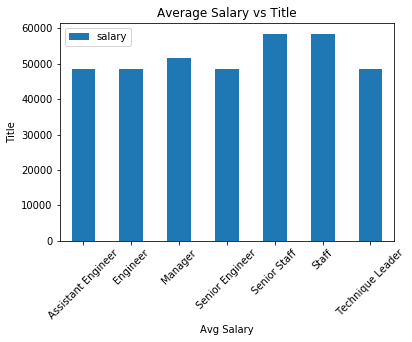 Average Salary vs Title
salary
60000
50000
40000
30000
20000
10000
0
Title
Assistant Engineer
Engineer
Manager
Senior Engineer
Senior Staff
Staff
Technique Leader
Avg Salary